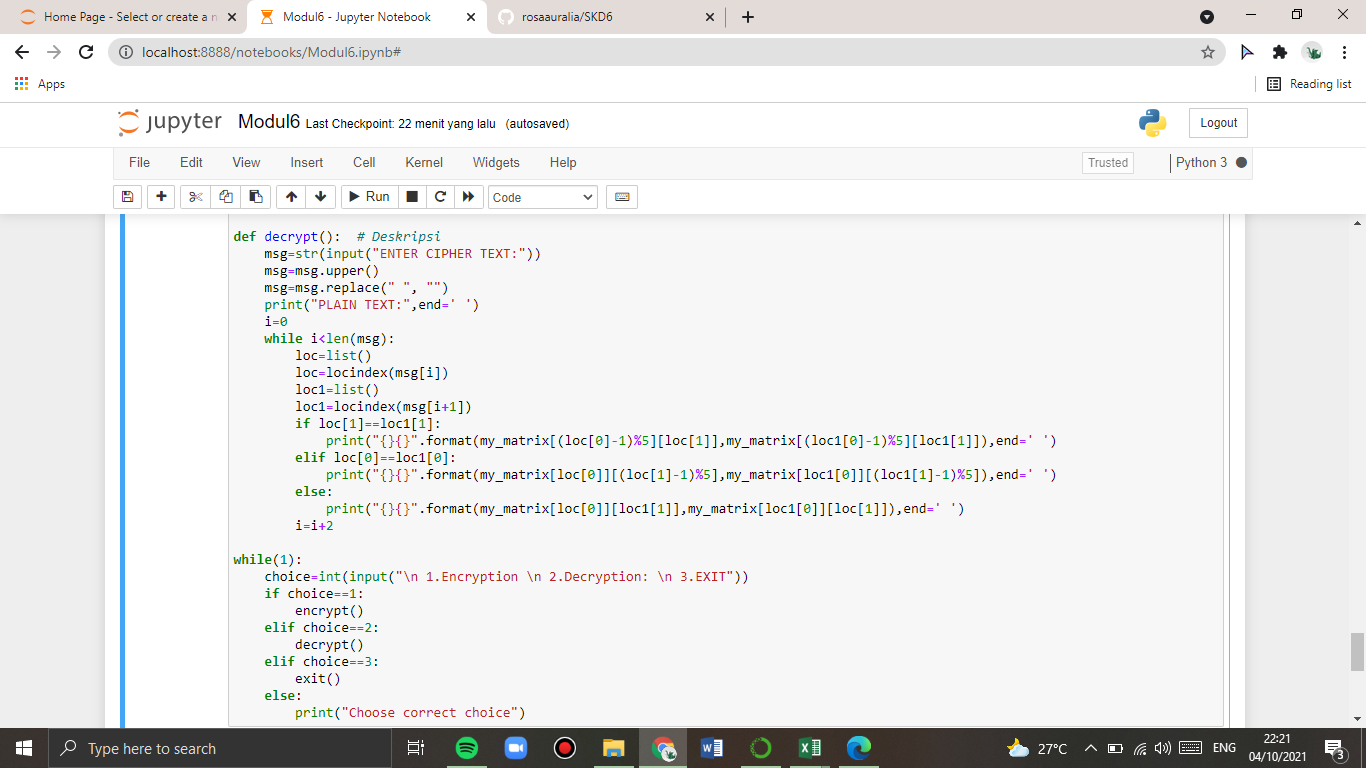 Home Page - Select or create a n
Modul6 - Jupyter Notebook
rosaauralia/SKD6
localhost:8888/notebooks/Modul6.ipynb#
Apps
Reading list
jupyter Modul6 Last Checkpoint: 22 menit yang lalu (autosaved)
Logout
File Edit View Insert Cell Kernel Widgets Help
Trusted
Python 3
Run
Code
def decrypt():  # Deskripsi
    msg=str(input("ENTER CIPHER TEXT:"))
    msg=msg.upper()
    msg=msg.replace(" ", "")
    print("PLAIN TEXT:",end=' ')
    i=0
    while i<len(msg):
        loc=list()
        loc=locindex(msg[i])
        loc1=list()
        loc1=locindex(msg[i+1])
        if loc[1]==loc1[1]:
            print("{}{}".format(my_matrix[(loc[0]-1)%5][loc[1]],my_matrix[(loc1[0]-1)%5][loc1[1]]),end=' ')
        elif loc[0]==loc1[0]:
            print("{}{}".format(my_matrix[loc[0]][(loc[1]-1)%5],my_matrix[loc1[0]][(loc1[1]-1)%5]),end=' ')
        else:
            print("{}{}".format(my_matrix[loc[0]][loc1[1]],my_matrix[loc1[0]][loc[1]]),end=' ')
        i=i+2
while(1):
    choice=int(input("\n 1.Encryption \n 2.Decryption: \n 3.EXIT"))
    if choice==1:
        encrypt()
    elif choice==2:
        decrypt()
    elif choice==3:
        exit()
    else:
        print("Choose correct choice")
Type here to search
27°C
ENG
22:21
04/10/2021
3